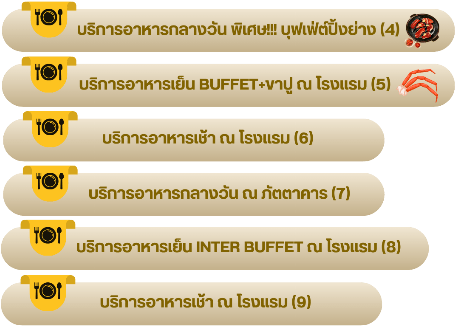 บริการอาหารกลางวัน พิเศษ!!! บุฟเฟ่ต์ปิ้งย่าง (4)
บริการอาหารเย็น BUFFET+ขาปู ณ โรงแรม (5)
บริการอาหารเช้า ณ โรงแรม (6)
บริการอาหารกลางวัน ณ ภัตตาคาร (7)
บริการอาหารเย็น INTER BUFFET ณ โรงแรม (8)
บริการอาหารเช้า ณ โรงแรม (9)